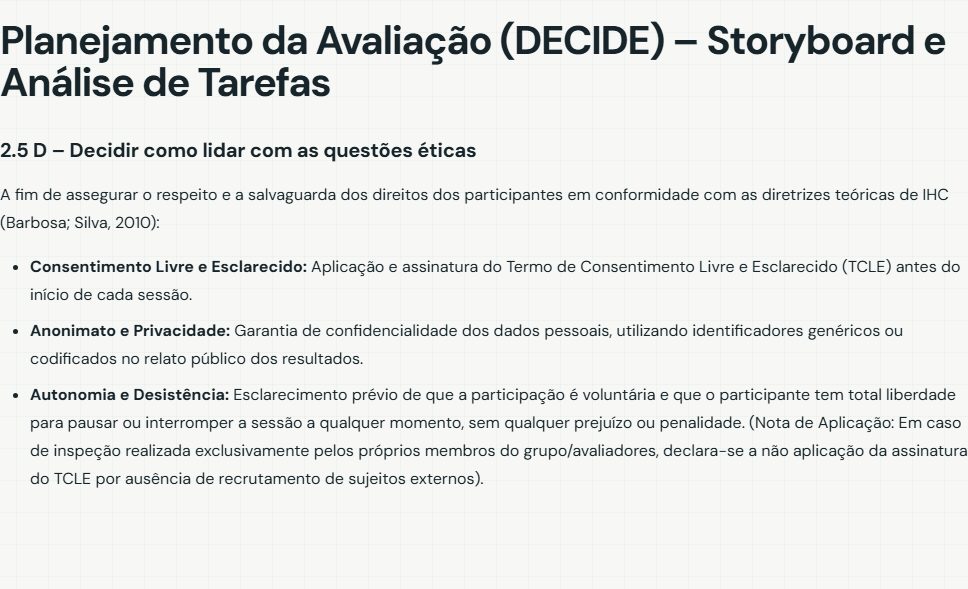 Planejamento da Avaliação (DECIDE) – Storyboard e
Análise de Tarefas
2.5 D – Decidir como lidar com as questões éticas
A fim de assegurar o respeito e a salvaguarda dos direitos dos participantes em conformidade com as diretrizes teóricas de IHC
(Barbosa; Silva, 2010):
• Consentimento Livre e Esclarecido: Aplicação e assinatura do Termo de Consentimento Livre e Esclarecido (TCLE) antes do
início de cada sessão.
• Anonimato e Privacidade: Garantia de confidencialidade dos dados pessoais, utilizando identificadores genéricos ou
codificados no relato público dos resultados.
• Autonomia e Desistência: Esclarecimento prévio de que a participação é voluntária e que o participante tem total liberdade
para pausar ou interromper a sessão a qualquer momento, sem qualquer prejuízo ou penalidade. (Nota de Aplicação: Em caso
de inspeção realizada exclusivamente pelos próprios membros do grupo/avaliadores, declara-se a não aplicação da assinatura
do TCLE por ausência de recrutamento de sujeitos externos).